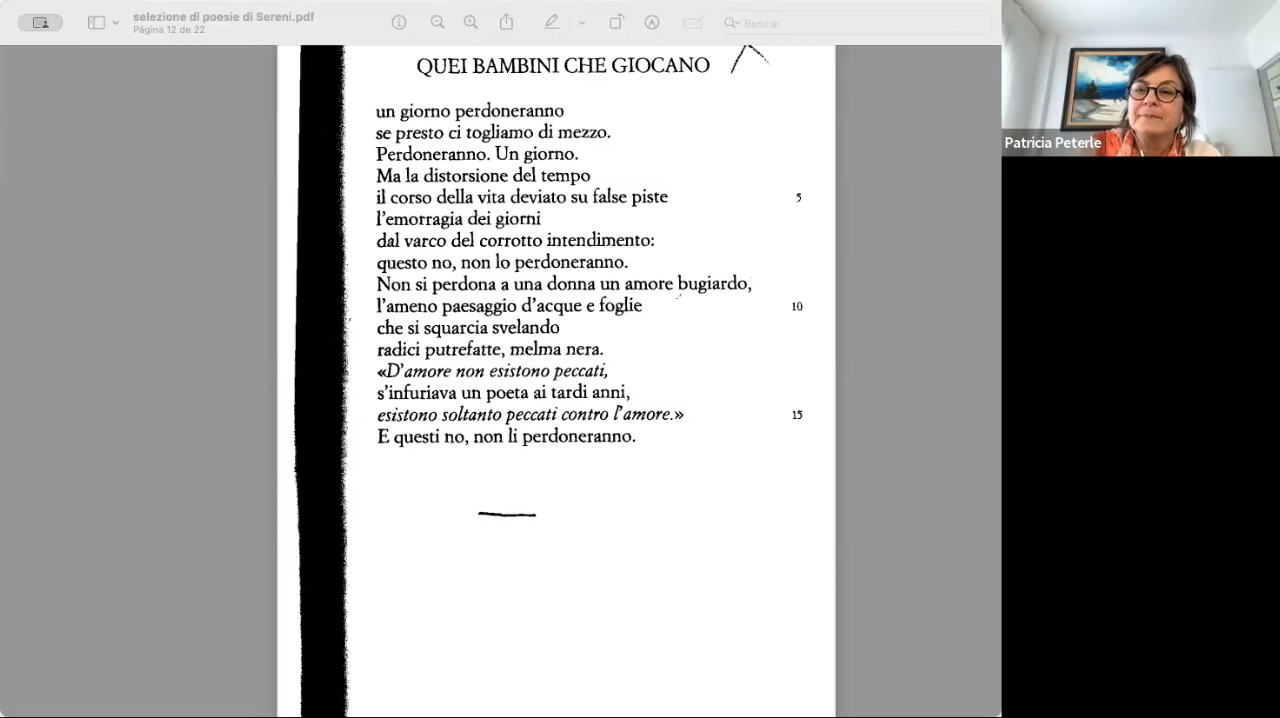 selezione di poesie di Sereni.pdf
Página 12 de 22
Buscar
QUEI BAMBINI CHE GIOCANO
un giorno perdoneranno
se presto ci togliamo di mezzo.
Perdoneranno. Un giorno.
Ma la distorsione del tempo
il corso della vita deviato su false piste 5
l'emorragia dei giorni
dal varco del corrotto intendimento:
questo no, non lo perdoneranno.
Non si perdona a una donna un amore bugiardo,
l'ameno paesaggio d'acque e foglie 10
che si squarcia svelando
radici putrefatte, melma nera.
«D'amore non esistono peccati,
s'infuriava un poeta ai tardi anni,
esistono soltanto peccati contro l'amore.» 15
E questi no, non li perdoneranno.
Patricia Peterle